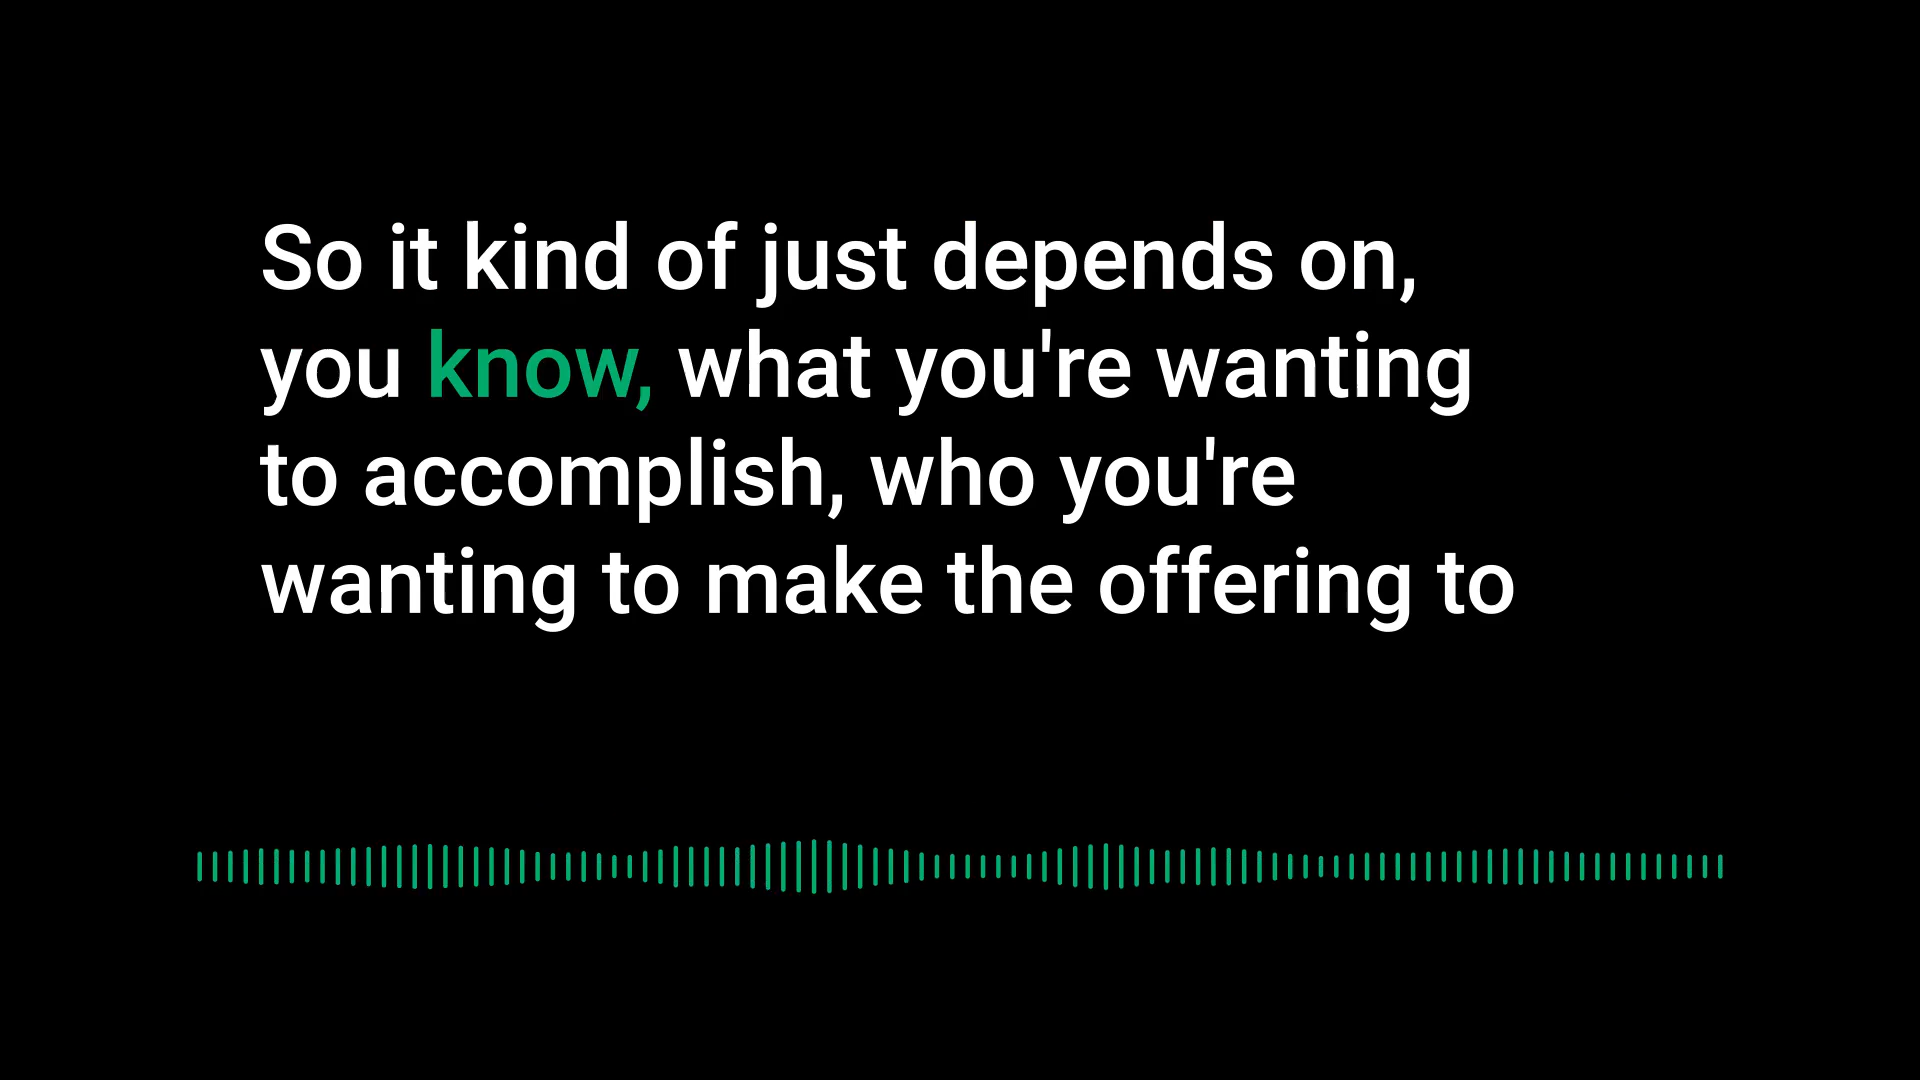 So it kind of just depends on,
you know, what you're wanting
to accomplish, who you're
wanting to make the offering to